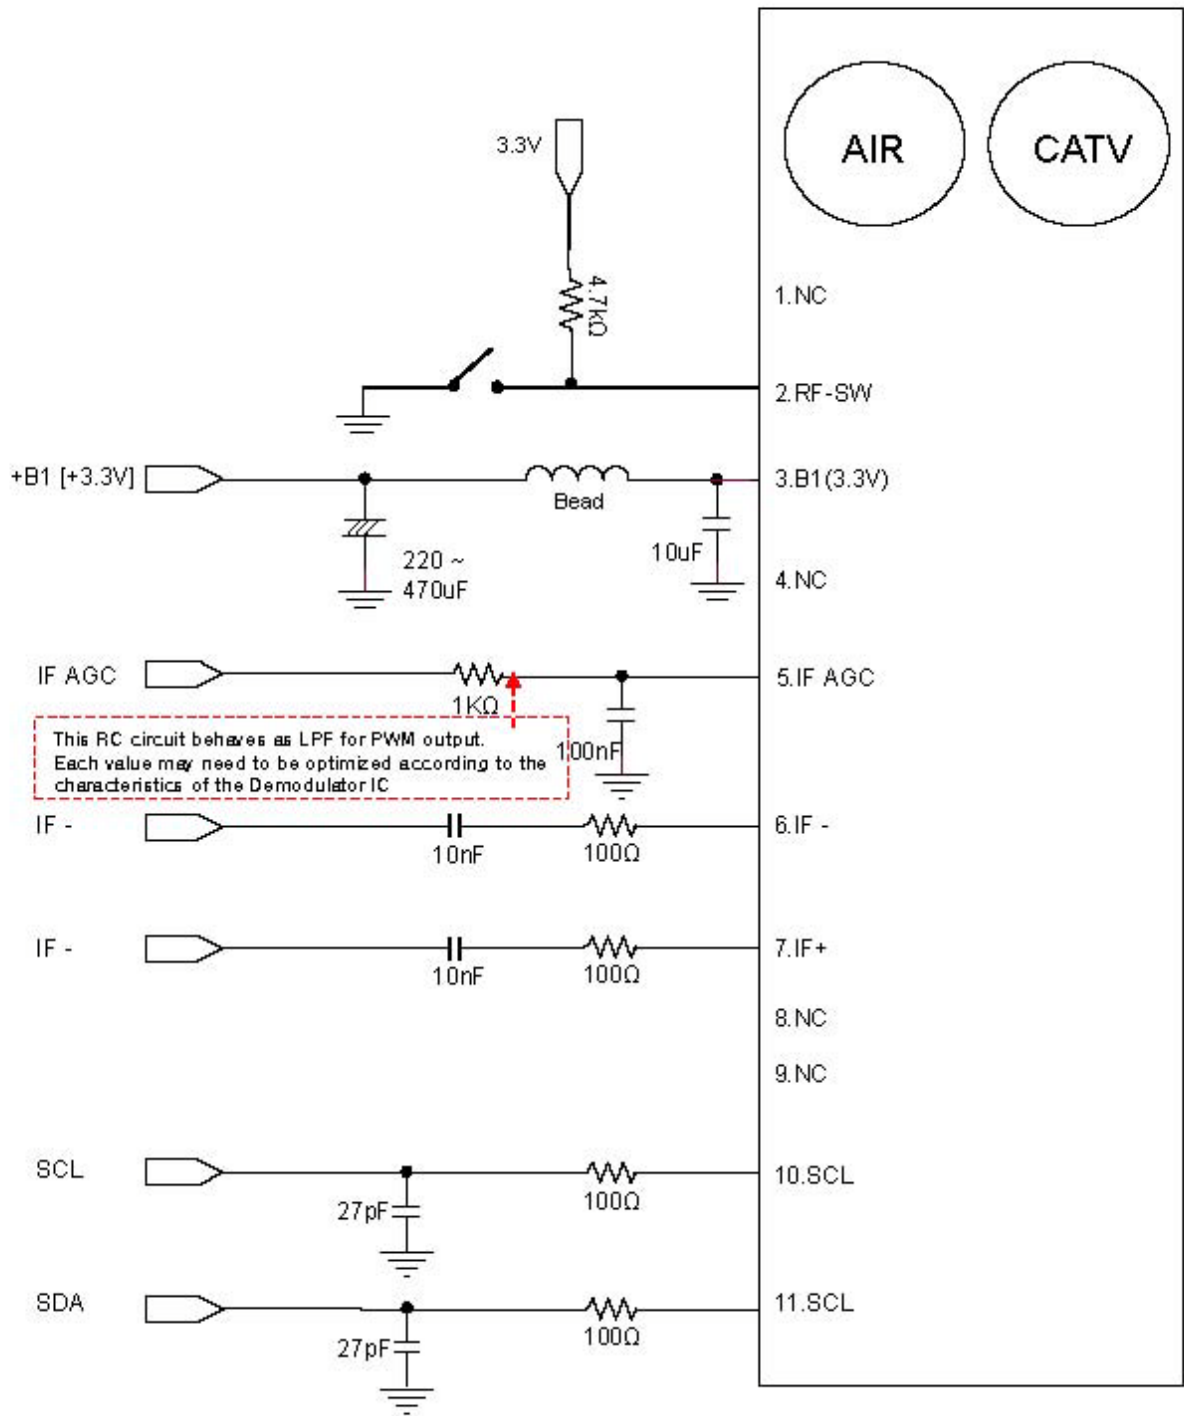 AIR
CATV
3.3V
4.7kΩ
1.NC
2.RF-SW
+B1 [+3.3V]
Bead
3.B1(3.3V)
220 ~
470uF
10uF
4.NC
IF AGC
1KΩ
5.IF AGC
This RC circuit behaves as LPF for PWM output.
Each value may need to be optimized according to the
characteristics of the Demodulator IC
100nF
IF -
10nF
100Ω
6.IF -
IF -
10nF
100Ω
7.IF+
8.NC
9.NC
SCL
27pF
100Ω
10.SCL
SDA
27pF
100Ω
11.SCL